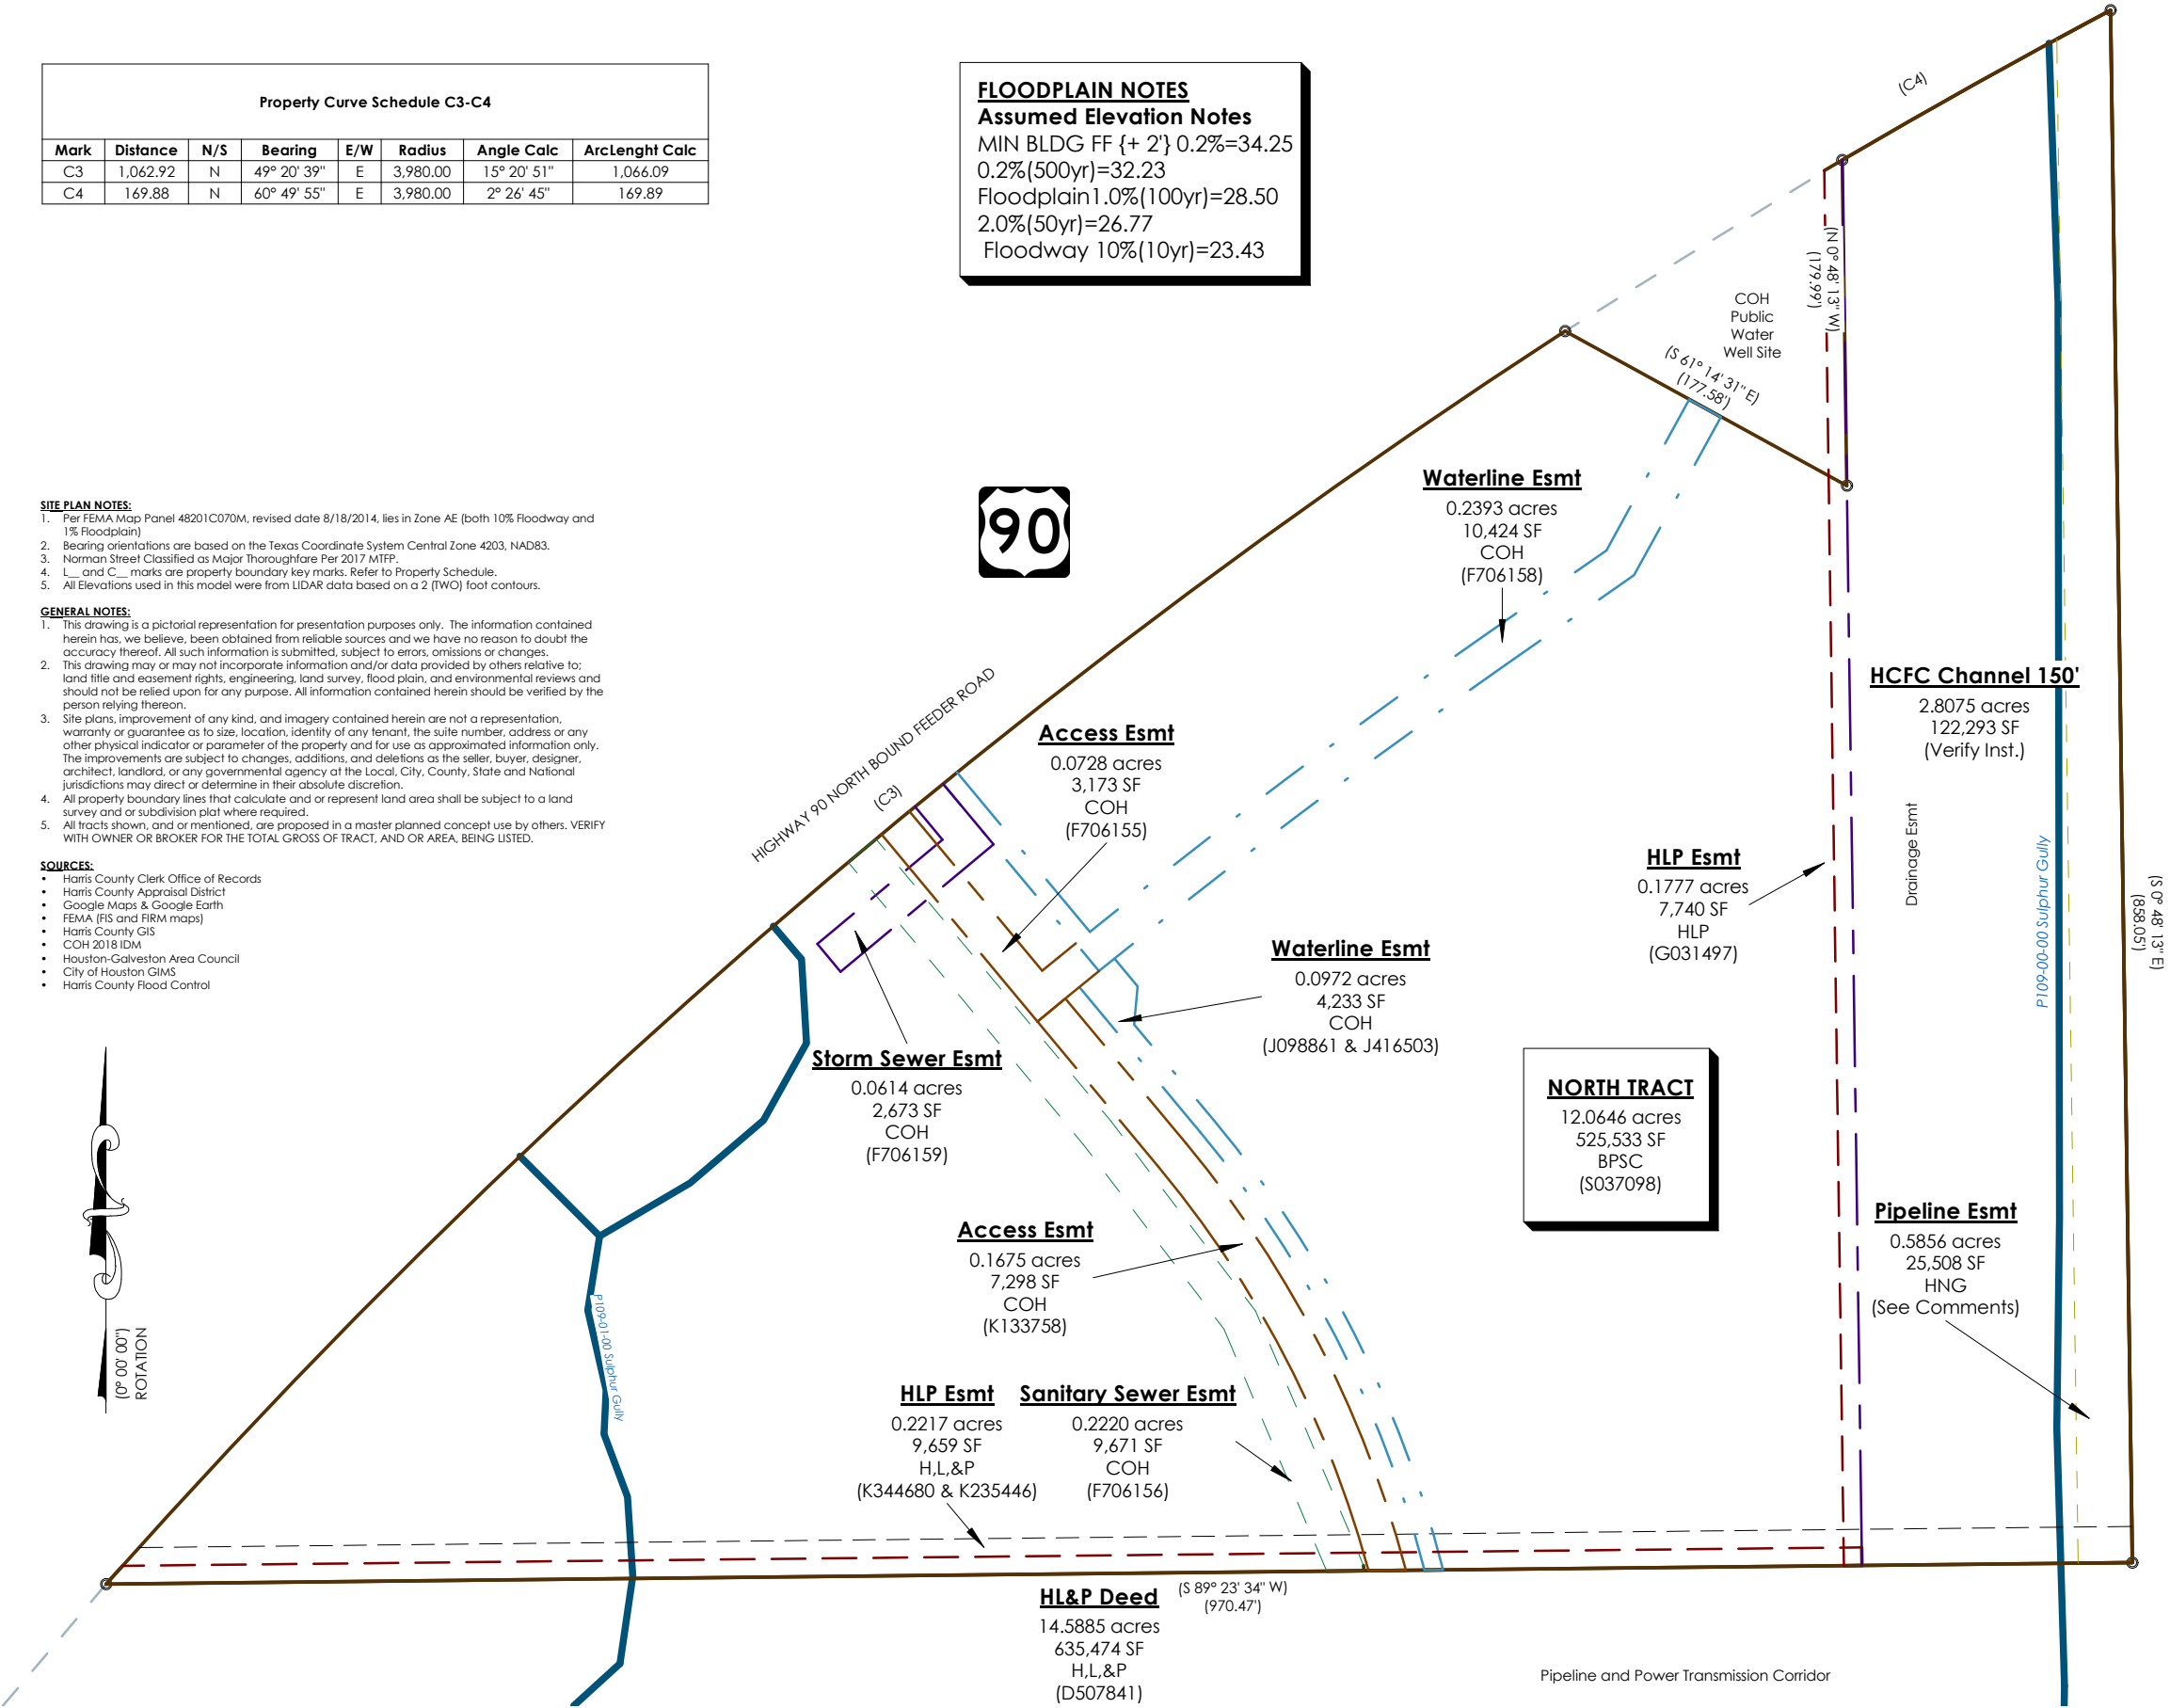 Property Curve Schedule C3-C4
Mark Distance N/S Bearing E/W Radius Angle Calc ArcLenght Calc
C3 1,062.92 N 49° 20' 39" E 3,980.00 15° 20' 51" 1,066.09
C4 169.88 N 60° 49' 55" E 3,980.00 2° 26' 45" 169.89
FLOODPLAIN NOTES
Assumed Elevation Notes
MIN BLDG FF {+ 2'} 0.2%=34.25
0.2%(500yr)=32.23
Floodplain1.0%(100yr)=28.50
2.0%(50yr)=26.77
Floodway 10%(10yr)=23.43
(C4)
(N 0° 48' 13" W)
(179.99')
COH
Public
Water
Well Site
(S 61° 14' 31" E)
(177.58')
90
SITE PLAN NOTES:
1. Per FEMA Map Panel 48201C070M, revised date 8/18/2014, lies in Zone AE (both 10% Floodway and
1% Floodplain)
2. Bearing orientations are based on the Texas Coordinate System Central Zone 4203, NAD83.
3. Norman Street Classified as Major Thoroughfare Per 2017 MTFP.
4. L__ and C__ marks are property boundary key marks. Refer to Property Schedule.
5. All Elevations used in this model were from LIDAR data based on a 2 (TWO) foot contours.
GENERAL NOTES:
1. This drawing is a pictorial representation for presentation purposes only. The information contained
herein has, we believe, been obtained from reliable sources and we have no reason to doubt the
accuracy thereof. All such information is submitted, subject to errors, omissions or changes.
2. This drawing may or may not incorporate information and/or data provided by others relative to;
land title and easement rights, engineering, land survey, flood plain, and environmental reviews and
should not be relied upon for any purpose. All information contained herein should be verified by the
person relying thereon.
3. Site plans, improvement of any kind, and imagery contained herein are not a representation,
warranty or guarantee as to size, location, identity of any tenant, the suite number, address or any
other physical indicator or parameter of the property and for use as approximated information only.
The improvements are subject to changes, additions, and deletions as the seller, buyer, designer,
architect, landlord, or any governmental agency at the Local, City, County, State and National
jurisdictions may direct or determine in their absolute discretion.
4. All property boundary lines that calculate and or represent land area shall be subject to a land
survey and or subdivision plat where required.
5. All tracts shown, and or mentioned, are proposed in a master planned concept use by others. VERIFY
WITH OWNER OR BROKER FOR THE TOTAL GROSS OF TRACT, AND OR AREA, BEING LISTED.
SOURCES:
• Harris County Clerk Office of Records
• Harris County Appraisal District
• Google Maps & Google Earth
• FEMA (FIS and FIRM maps)
• Harris County GIS
• COH 2018 IDM
• Houston-Galveston Area Council
• City of Houston GIMS
• Harris County Flood Control
(0° 00' 00")
ROTATION
HIGHWAY 90 NORTH BOUND FEEDER ROAD
(C3)
Waterline Esmt
0.2393 acres
10,424 SF
COH
(F706158)
Access Esmt
0.0728 acres
3,173 SF
COH
(F706155)
HCFC Channel 150'
2.8075 acres
122,293 SF
(Verify Inst.)
Drainage Esmt
P109-00-00 Sulphur Gully
(S 0° 48' 13" E)
(858.05')
HLP Esmt
0.1777 acres
7,740 SF
HLP
(G031497)
Waterline Esmt
0.0972 acres
4,233 SF
COH
(J098861 & J416503)
Storm Sewer Esmt
0.0614 acres
2,673 SF
COH
(F706159)
NORTH TRACT
12.0646 acres
525,533 SF
BPSC
(S037098)
Access Esmt
0.1675 acres
7,298 SF
COH
(K133758)
Pipeline Esmt
0.5856 acres
25,508 SF
HNG
(See Comments)
P109-01-00 Sulphur Gully
HLP Esmt
0.2217 acres
9,659 SF
H,L,&P
(K344680 & K235446)
Sanitary Sewer Esmt
0.2220 acres
9,671 SF
COH
(F706156)
HL&P Deed
14.5885 acres
635,474 SF
H,L,&P
(D507841)
(S 89° 23' 34" W)
(970.47')
Pipeline and Power Transmission Corridor